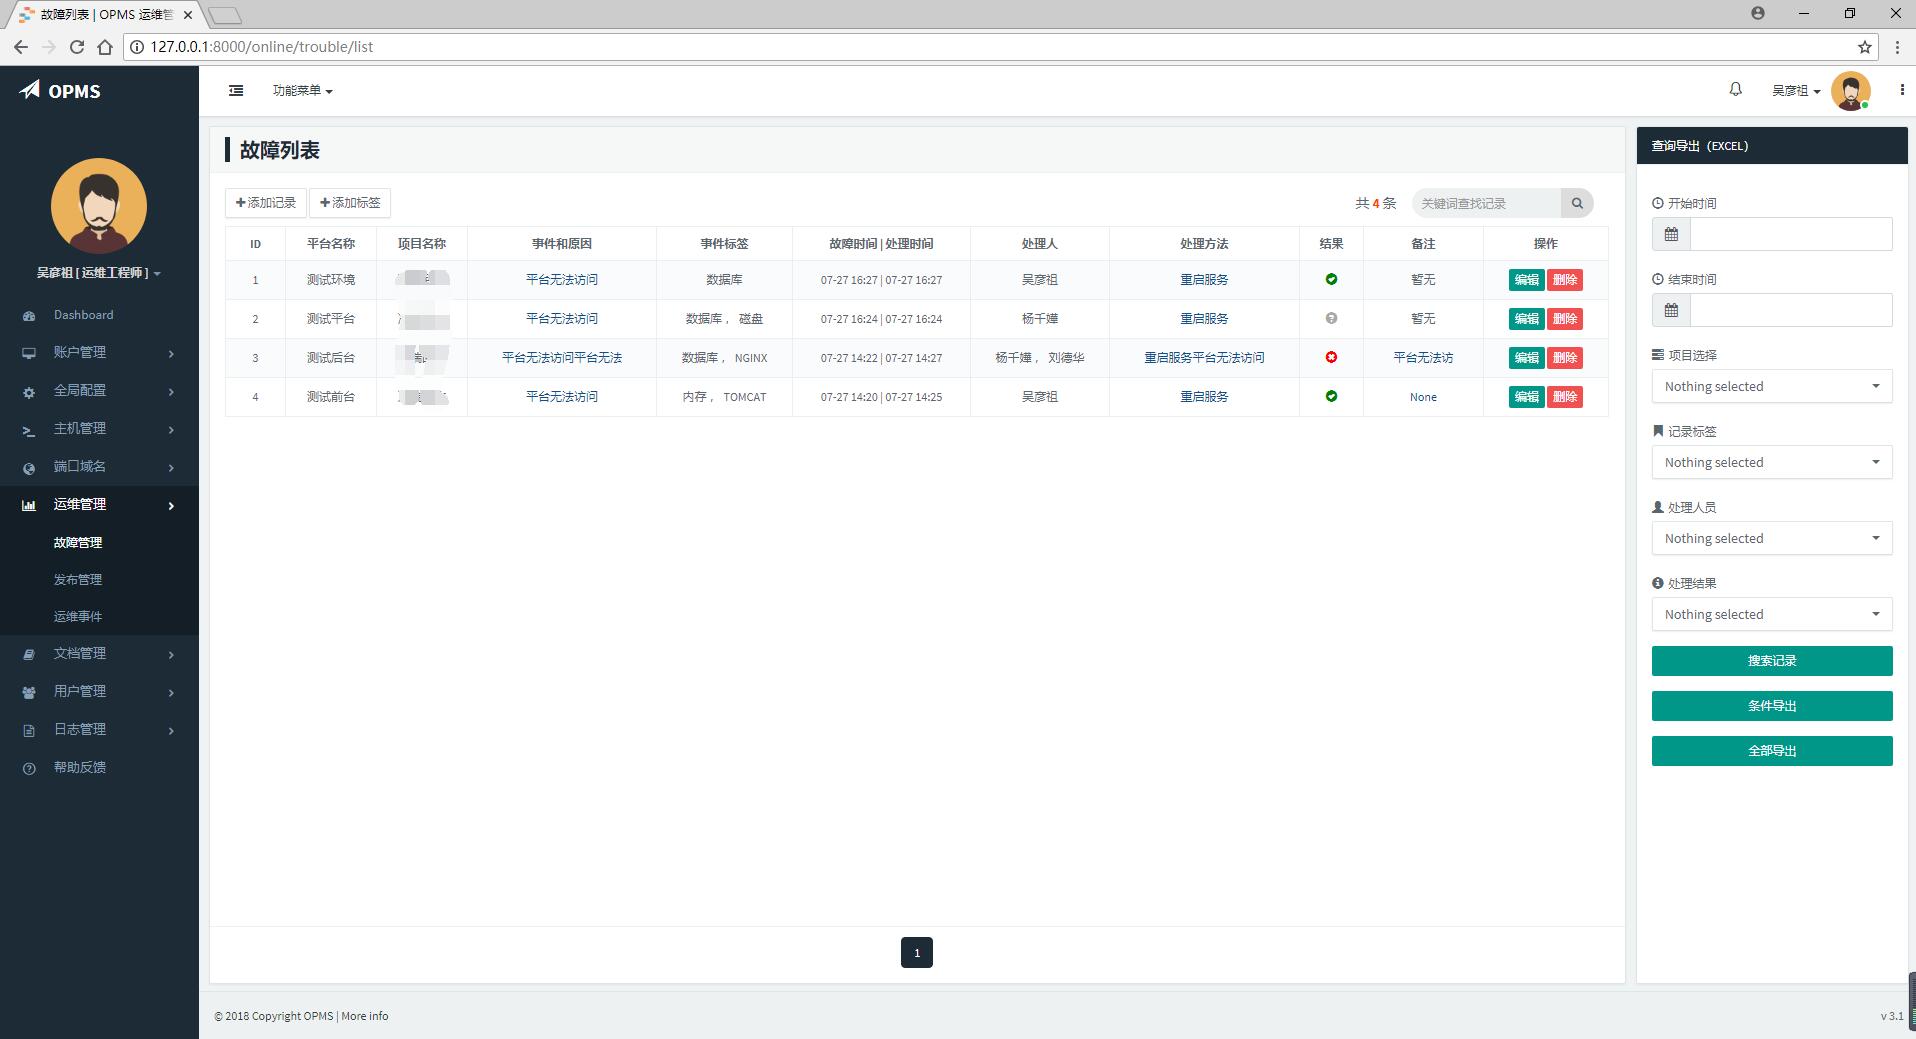 故障列表 | OPMS 运维管
127.0.0.1:8000/online/trouble/list
OPMS
功能菜单
吴彦祖
吴彦祖 [ 运维工程师 ]
Dashboard
账户管理
全局配置
主机管理
端口域名
运维管理
故障管理
发布管理
运维事件
文档管理
用户管理
日志管理
帮助反馈
故障列表
添加记录 添加标签 共 4 条 关键词查找记录
ID 平台名称 项目名称 事件和原因 事件标签 故障时间 | 处理时间 处理人 处理方法 结果 备注 操作
1 测试环境 平台无法访问 数据库 07-27 16:27 | 07-27 16:27 吴彦祖 重启服务 暂无 编辑 删除
2 测试平台 平台无法访问 数据库 , 磁盘 07-27 16:24 | 07-27 16:24 杨千嬅 重启服务 暂无 编辑 删除
3 测试后台 平台无法访问平台无法 数据库 , NGINX 07-27 14:22 | 07-27 14:27 杨千嬅 , 刘德华 重启服务平台无法访问 平台无法访 编辑 删除
4 测试前台 平台无法访问 内存 , TOMCAT 07-27 14:20 | 07-27 14:25 吴彦祖 重启服务 None 编辑 删除
1
查询导出（EXCEL）
开始时间
结束时间
项目选择
Nothing selected
记录标签
Nothing selected
处理人员
Nothing selected
处理结果
Nothing selected
搜索记录
条件导出
全部导出
© 2018 Copyright OPMS | More info
v 3.1